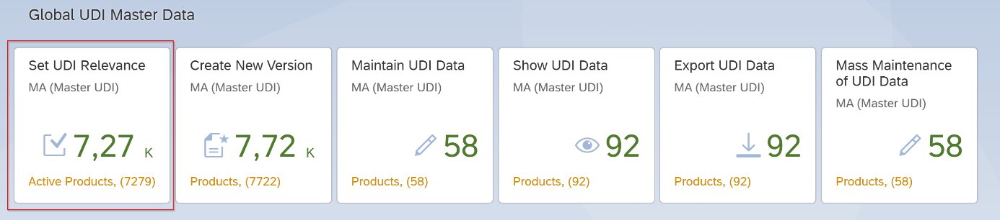 Global UDI Master Data
Set UDI Relevance
MA (Master UDI)
7,27 K
Active Products, (7279)
Create New Version
MA (Master UDI)
7,72 K
Products, (7722)
Maintain UDI Data
MA (Master UDI)
58
Products, (58)
Show UDI Data
MA (Master UDI)
92
Products, (92)
Export UDI Data
MA (Master UDI)
92
Products, (92)
Mass Maintenance
of UDI Data
MA (Master UDI)
58
Products, (58)